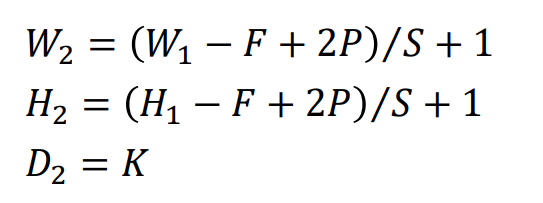 W₂ = (W₁ − F + 2P)/S + 1
H₂ = (H₁ − F + 2P)/S + 1
D₂ = K